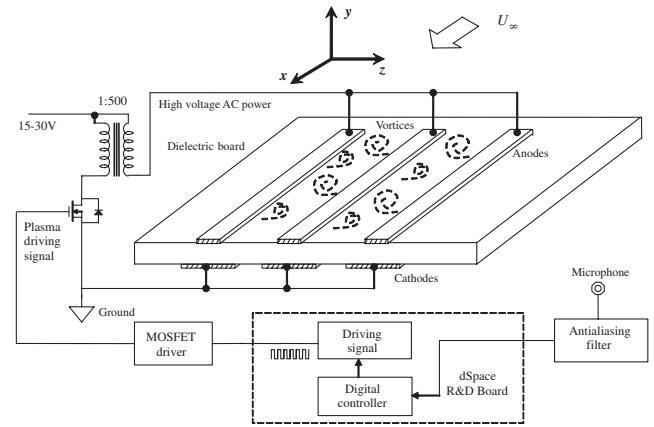 y
U∞
x
z
1:500
High voltage AC power
15-30V
Vortices
Dielectric board
Anodes
Plasma
driving
signal
Cathodes
Microphone
Ground
MOSFET
driver
Driving
signal
Antialiasing
filter
dSpace
R&D Board
Digital
controller